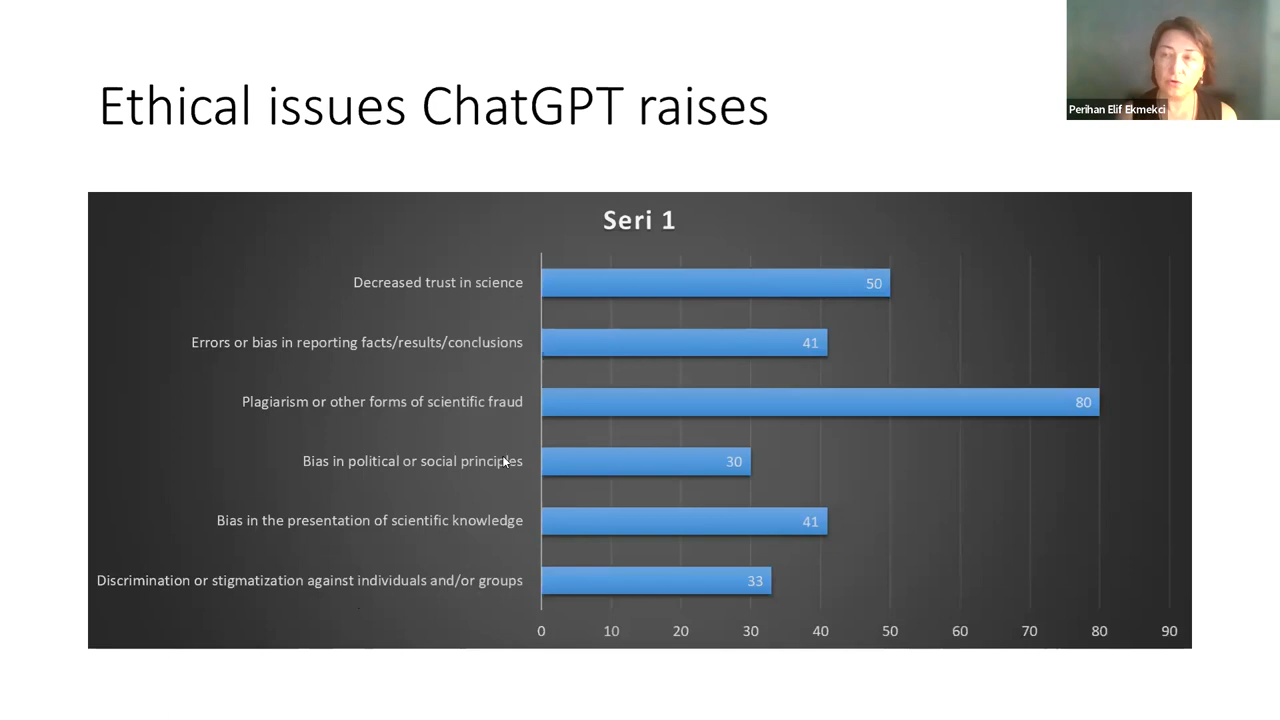 Ethical issues ChatGPT raises
Perihan Elif Ekmekci
Seri 1
Decreased trust in science 50
Errors or bias in reporting facts/results/conclusions 41
Plagiarism or other forms of scientific fraud 80
Bias in political or social principles 30
Bias in the presentation of scientific knowledge 41
Discrimination or stigmatization against individuals and/or groups 33
0 10 20 30 40 50 60 70 80 90